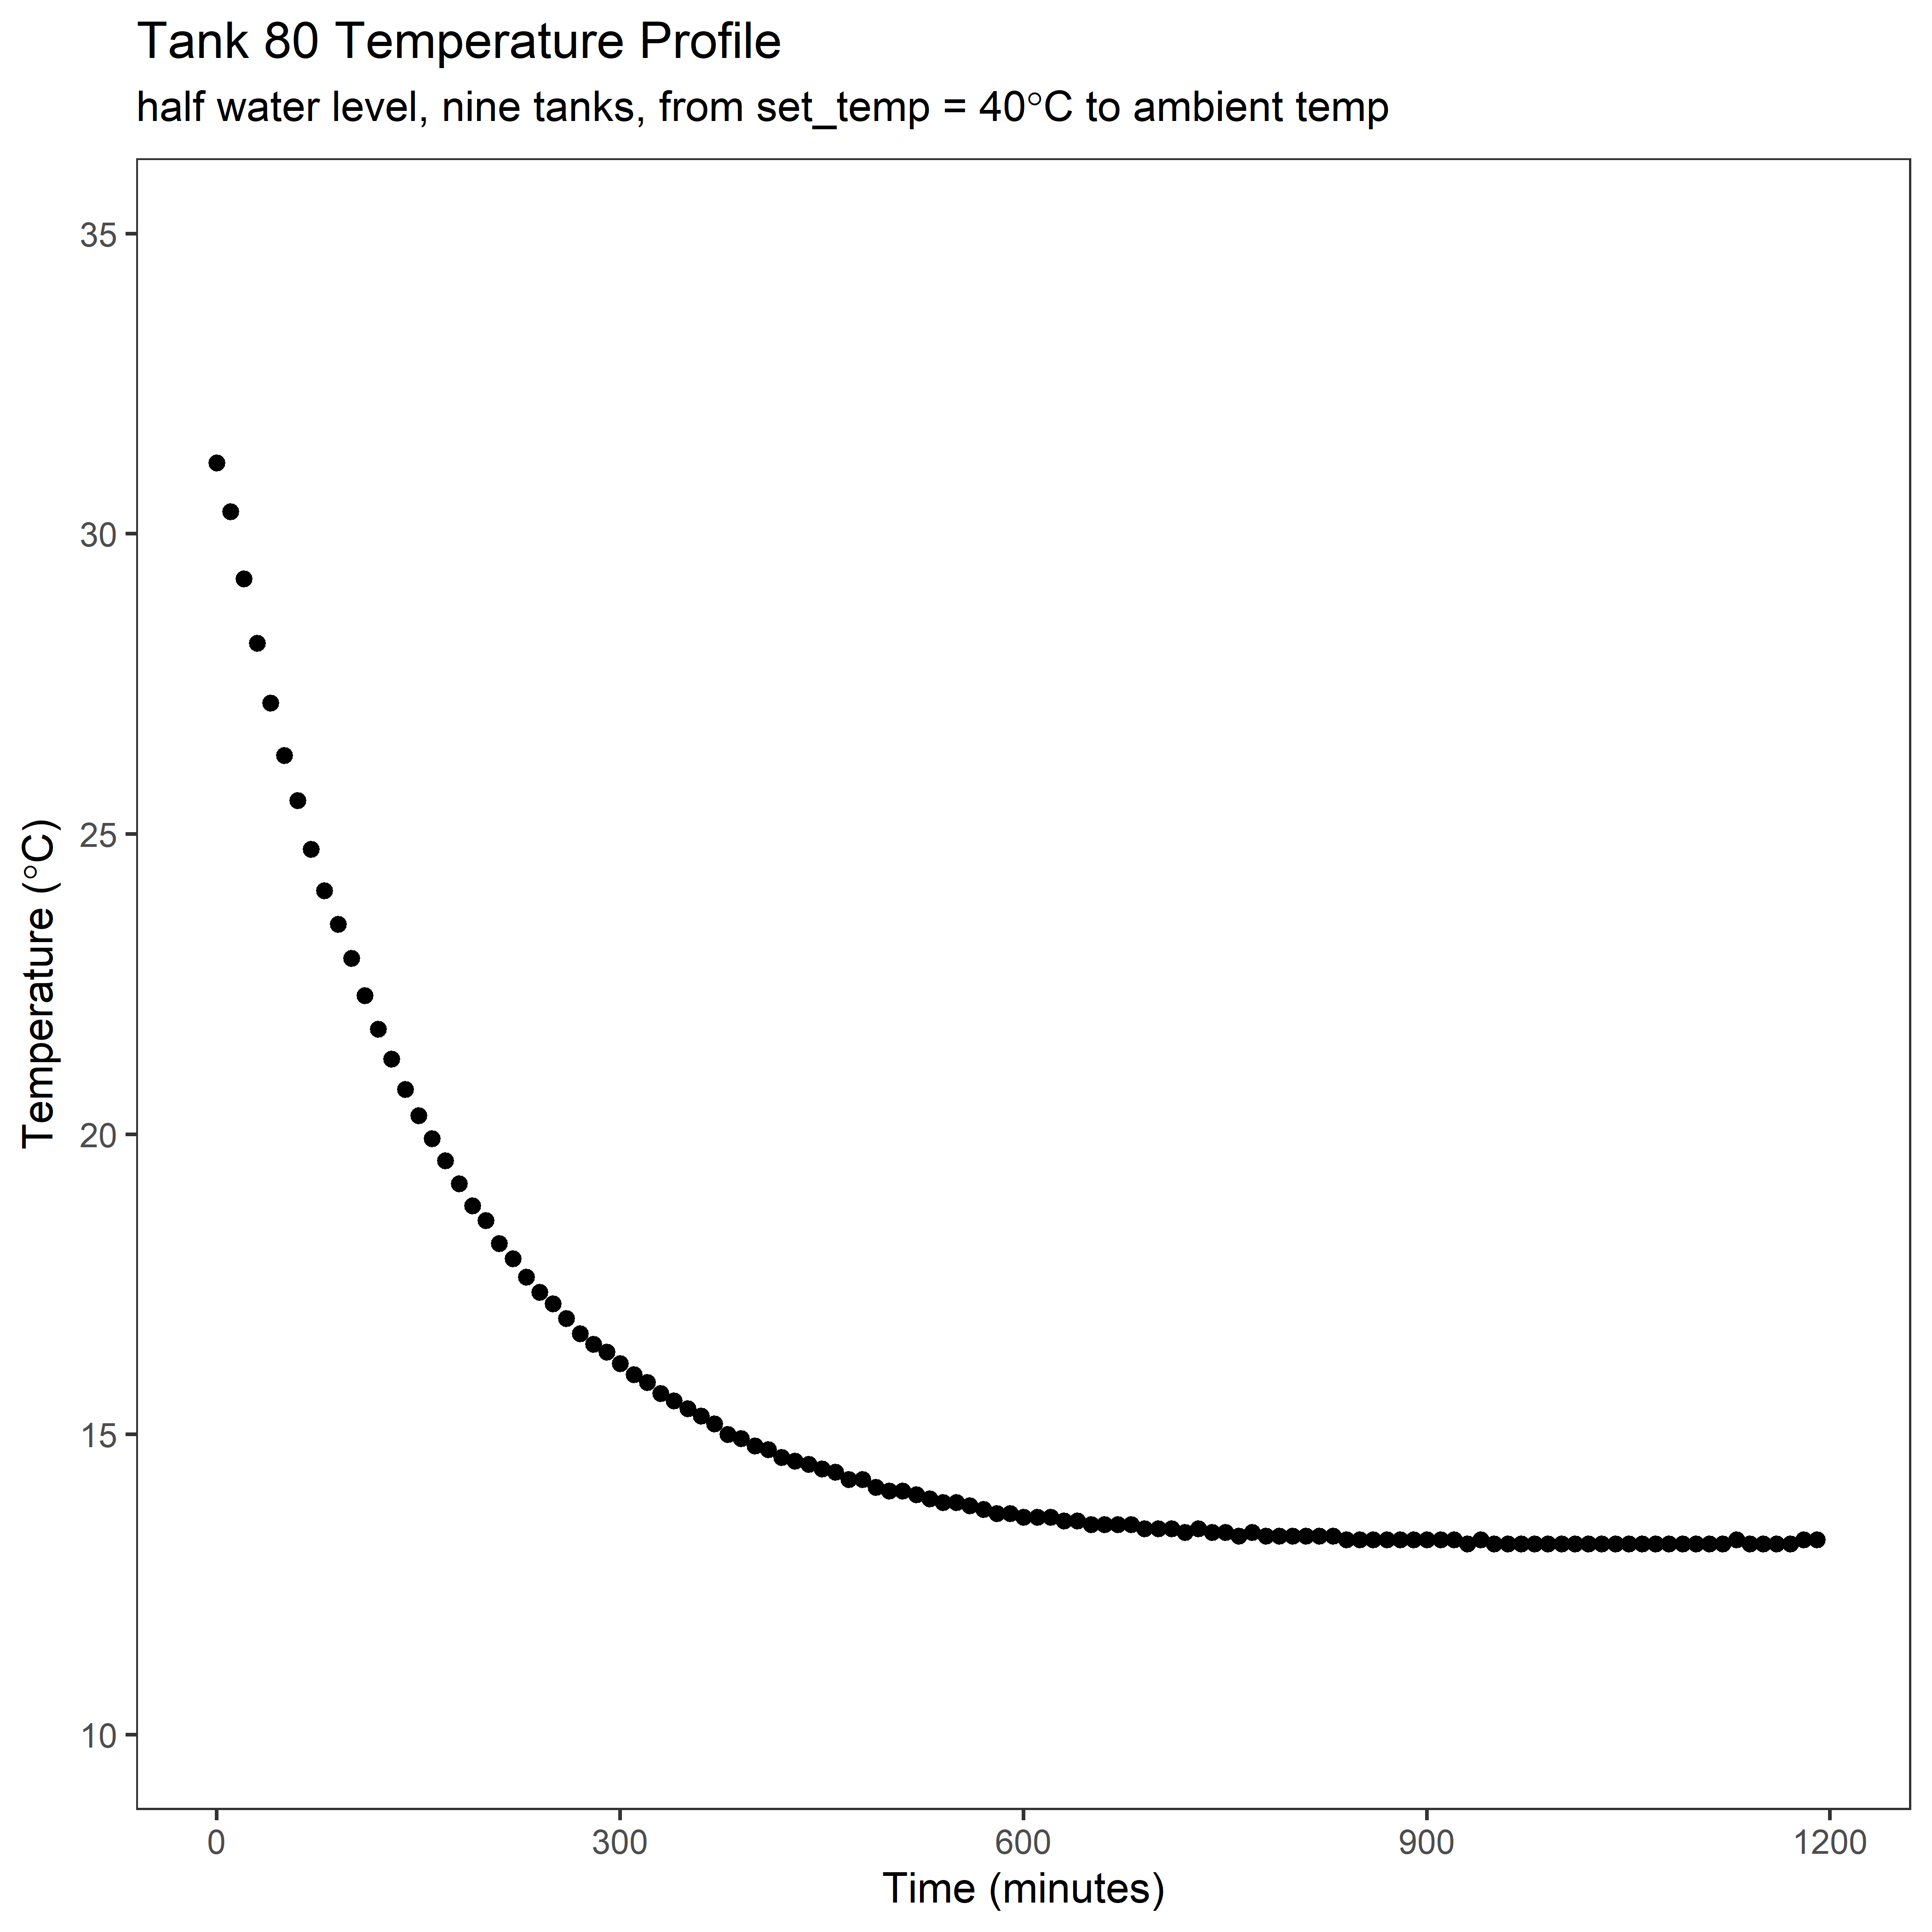 Tank 80 Temperature Profile
half water level, nine tanks, from set_temp = 40°C to ambient temp
35
30
25
20
15
10
Temperature (°C)
0 300 600 900 1200
Time (minutes)